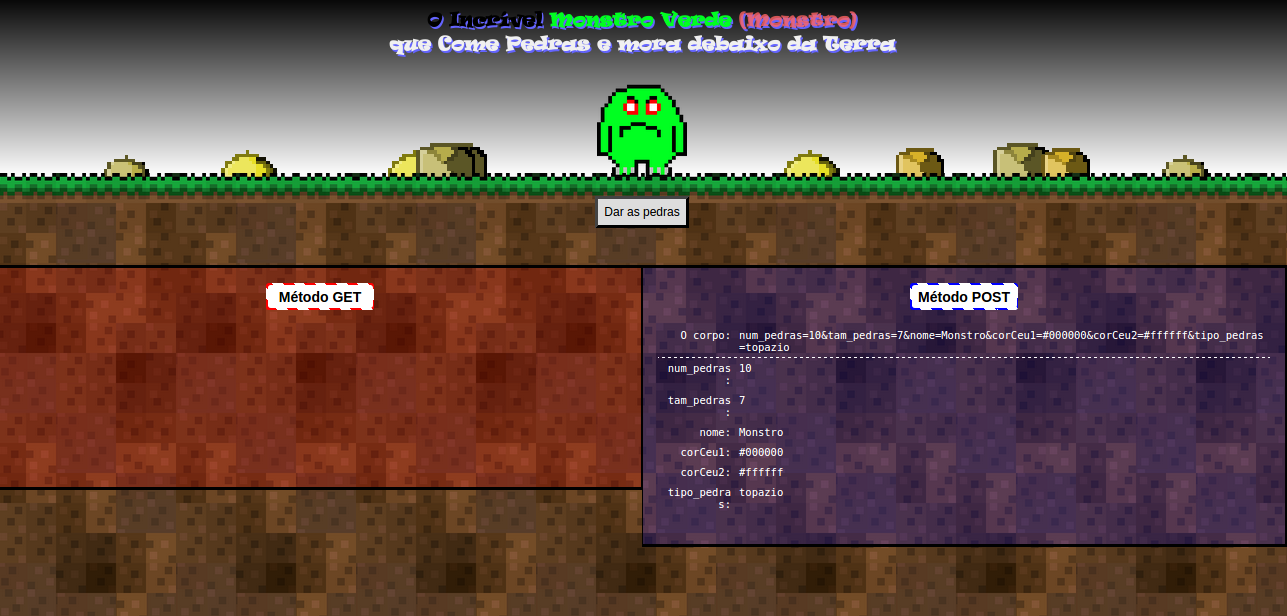 O Incrível Monstro Verde (Monstro)
que Come Pedras e mora debaixo da Terra
Dar as pedras
Método GET
Método POST
O corpo: num_pedras=10&tam_pedras=7&nome=Monstro&corCeu1=#000000&corCeu2=#ffffff&tipo_pedras
=topazio
num_pedras 10
:
tam_pedras 7
:
nome: Monstro
corCeu1: #000000
corCeu2: #ffffff
tipo_pedra topazio
s: